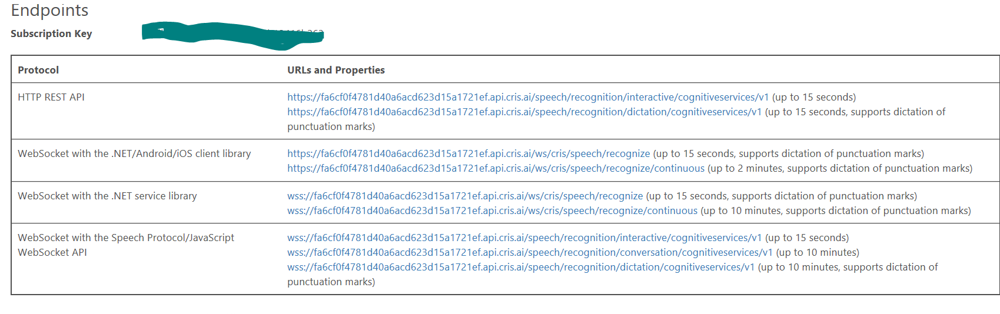 Endpoints
Subscription Key
Protocol URLs and Properties
HTTP REST API https://fa6cf0f4781d40a6acd623d15a1721ef.api.cris.ai/speech/recognition/interactive/cognitiveservices/v1 (up to 15 seconds)
https://fa6cf0f4781d40a6acd623d15a1721ef.api.cris.ai/speech/recognition/dictation/cognitiveservices/v1 (up to 15 seconds, supports dictation of
punctuation marks)
WebSocket with the .NET/Android/iOS client library https://fa6cf0f4781d40a6acd623d15a1721ef.api.cris.ai/ws/cris/speech/recognize (up to 15 seconds, supports dictation of punctuation marks)
https://fa6cf0f4781d40a6acd623d15a1721ef.api.cris.ai/ws/cris/speech/recognize/continuous (up to 2 minutes, supports dictation of punctuation marks)
WebSocket with the .NET service library wss://fa6cf0f4781d40a6acd623d15a1721ef.api.cris.ai/ws/cris/speech/recognize (up to 15 seconds, supports dictation of punctuation marks)
wss://fa6cf0f4781d40a6acd623d15a1721ef.api.cris.ai/ws/cris/speech/recognize/continuous (up to 10 minutes, supports dictation of punctuation marks)
WebSocket with the Speech Protocol/JavaScript wss://fa6cf0f4781d40a6acd623d15a1721ef.api.cris.ai/speech/recognition/interactive/cognitiveservices/v1 (up to 15 seconds)
WebSocket API wss://fa6cf0f4781d40a6acd623d15a1721ef.api.cris.ai/speech/recognition/conversation/cognitiveservices/v1 (up to 10 minutes)
wss://fa6cf0f4781d40a6acd623d15a1721ef.api.cris.ai/speech/recognition/dictation/cognitiveservices/v1 (up to 10 minutes, supports dictation of
punctuation marks)